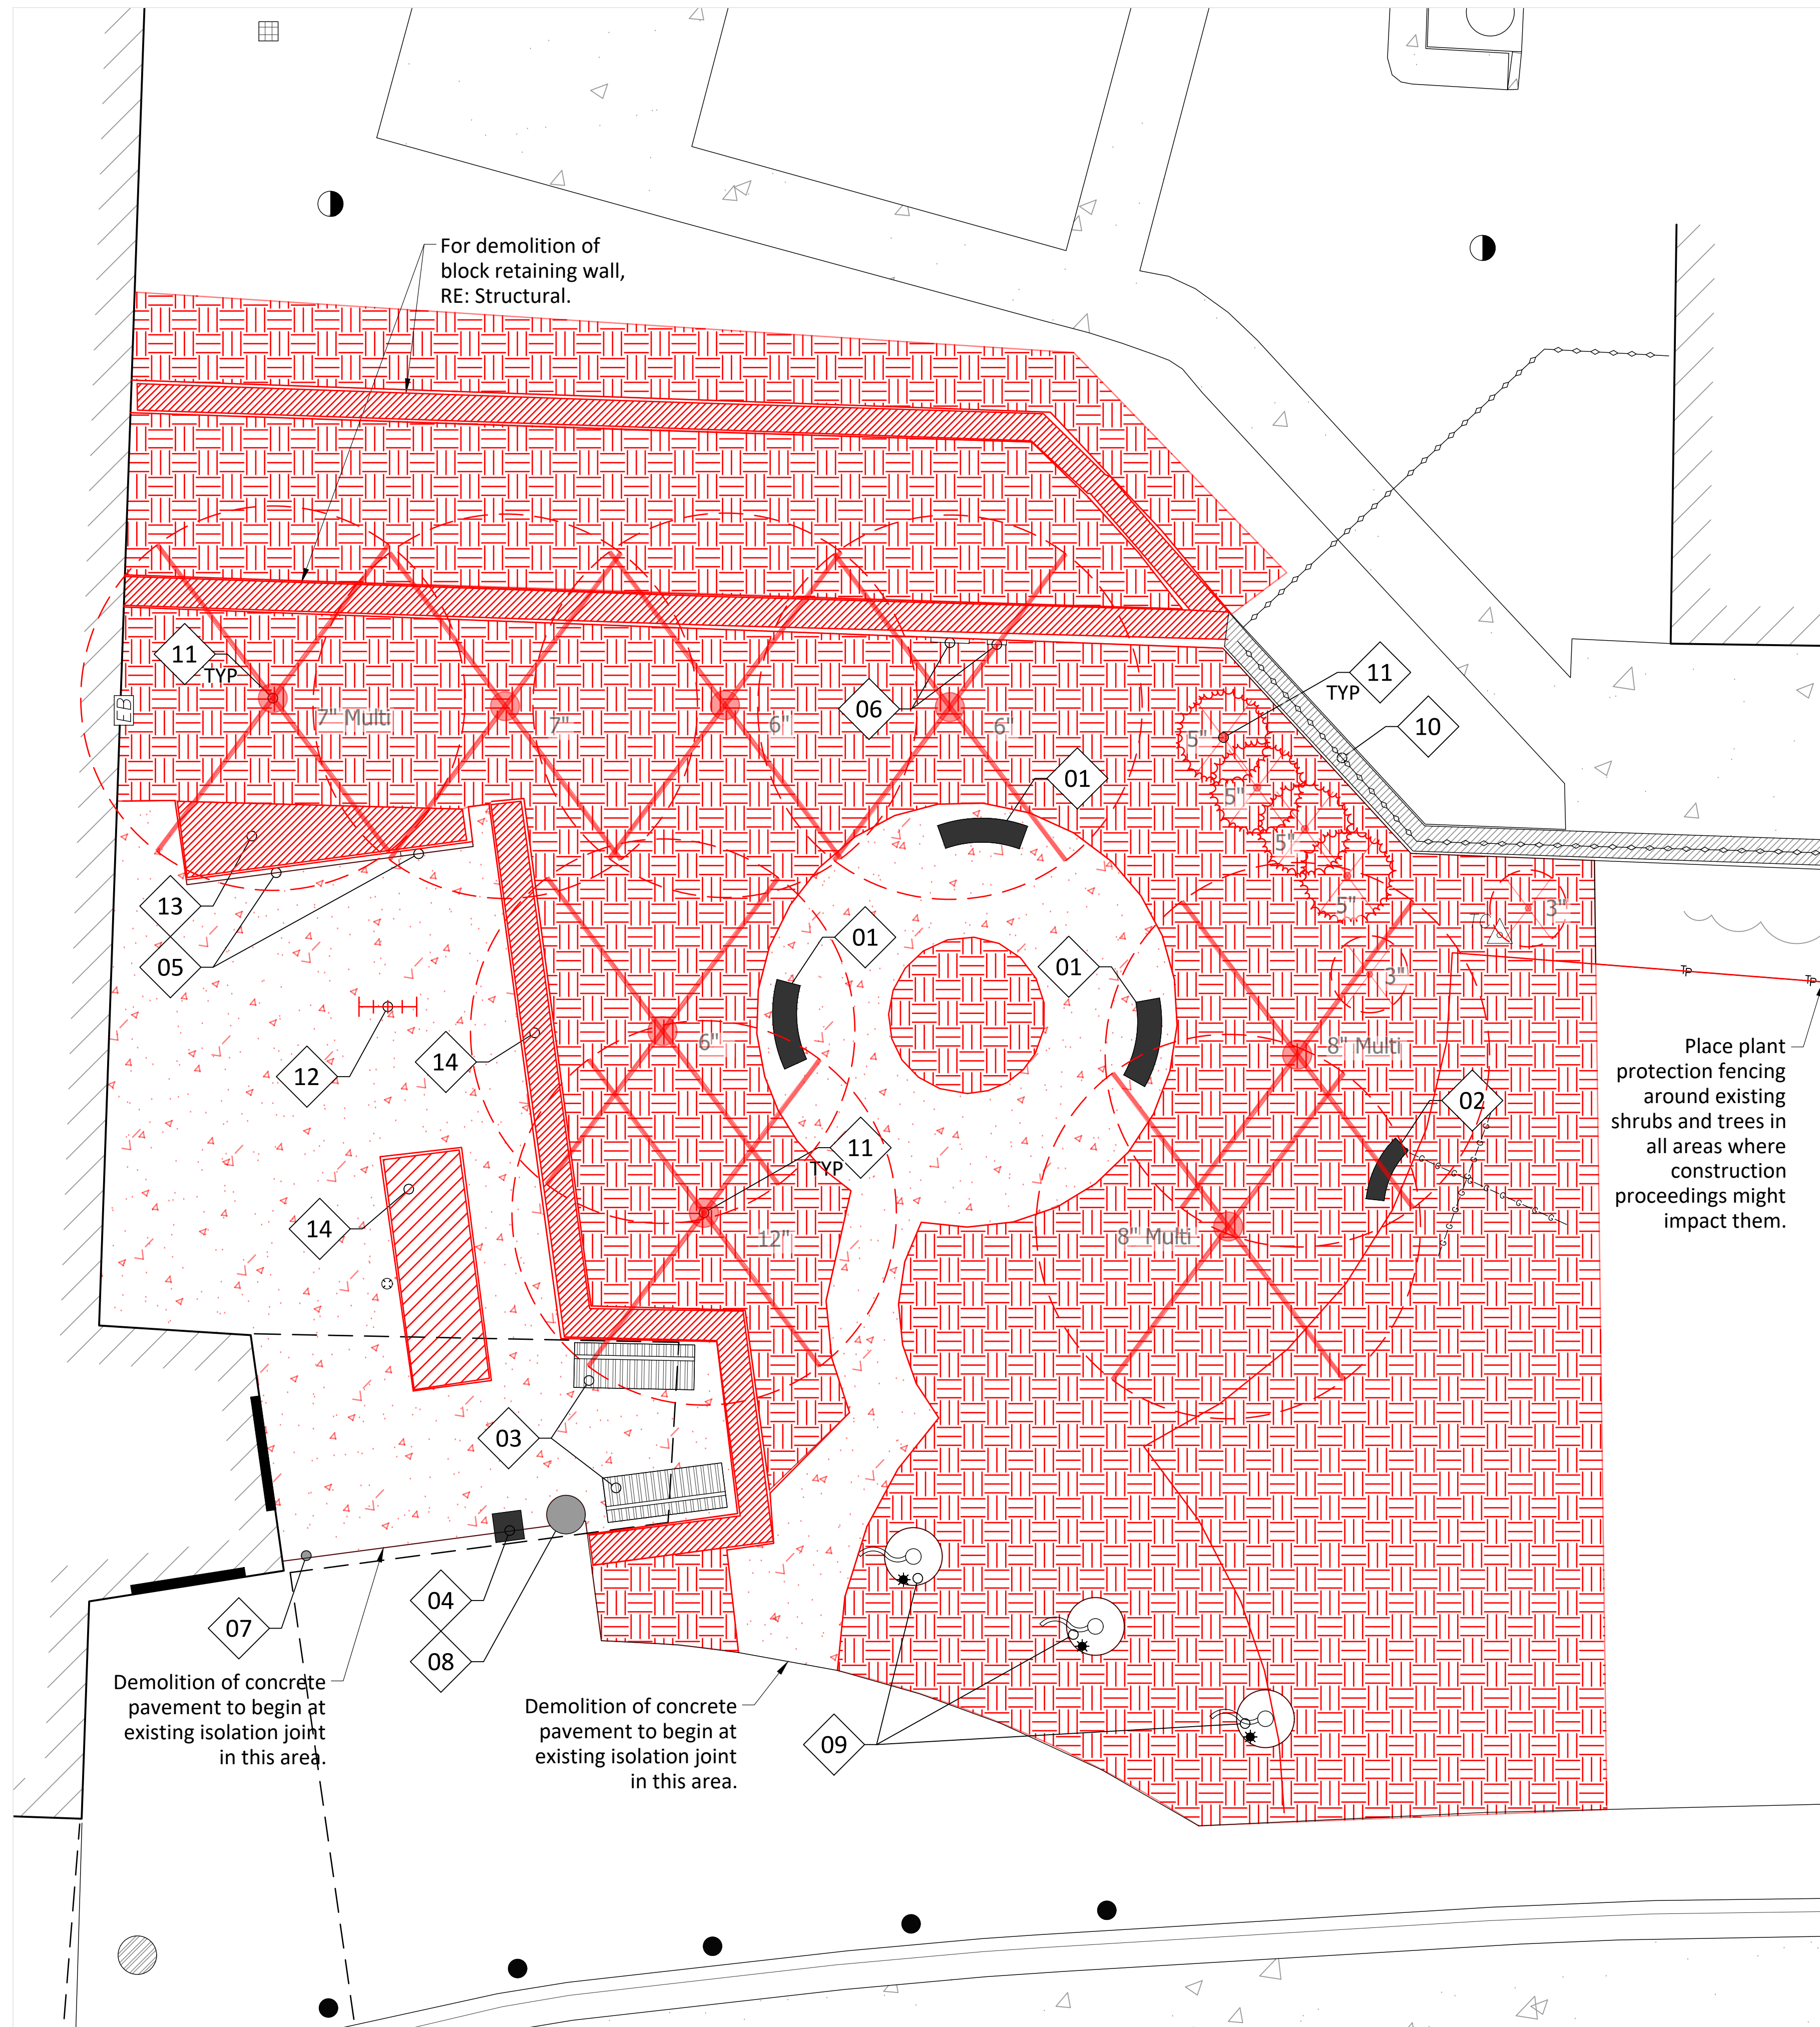 For demolition of
block retaining wall,
RE: Structural.
11
TYP
EB
7" Multi
7"
6"
6"
06
11
TYP
10
5"
5"
5"
5"
01
01
01
13
05
3"
3"
TP
TP
12
14
6"
8" Multi
02
Place plant
protection fencing
around existing
shrubs and trees in
all areas where
construction
proceedings might
impact them.
11
TYP
14
12"
8" Multi
G
G
G
G
G
G
G
G
G
G
G
03
04
07
08
Demolition of concrete
pavement to begin at
existing isolation joint
in this area.
Demolition of concrete
pavement to begin at
existing isolation joint
in this area.
09